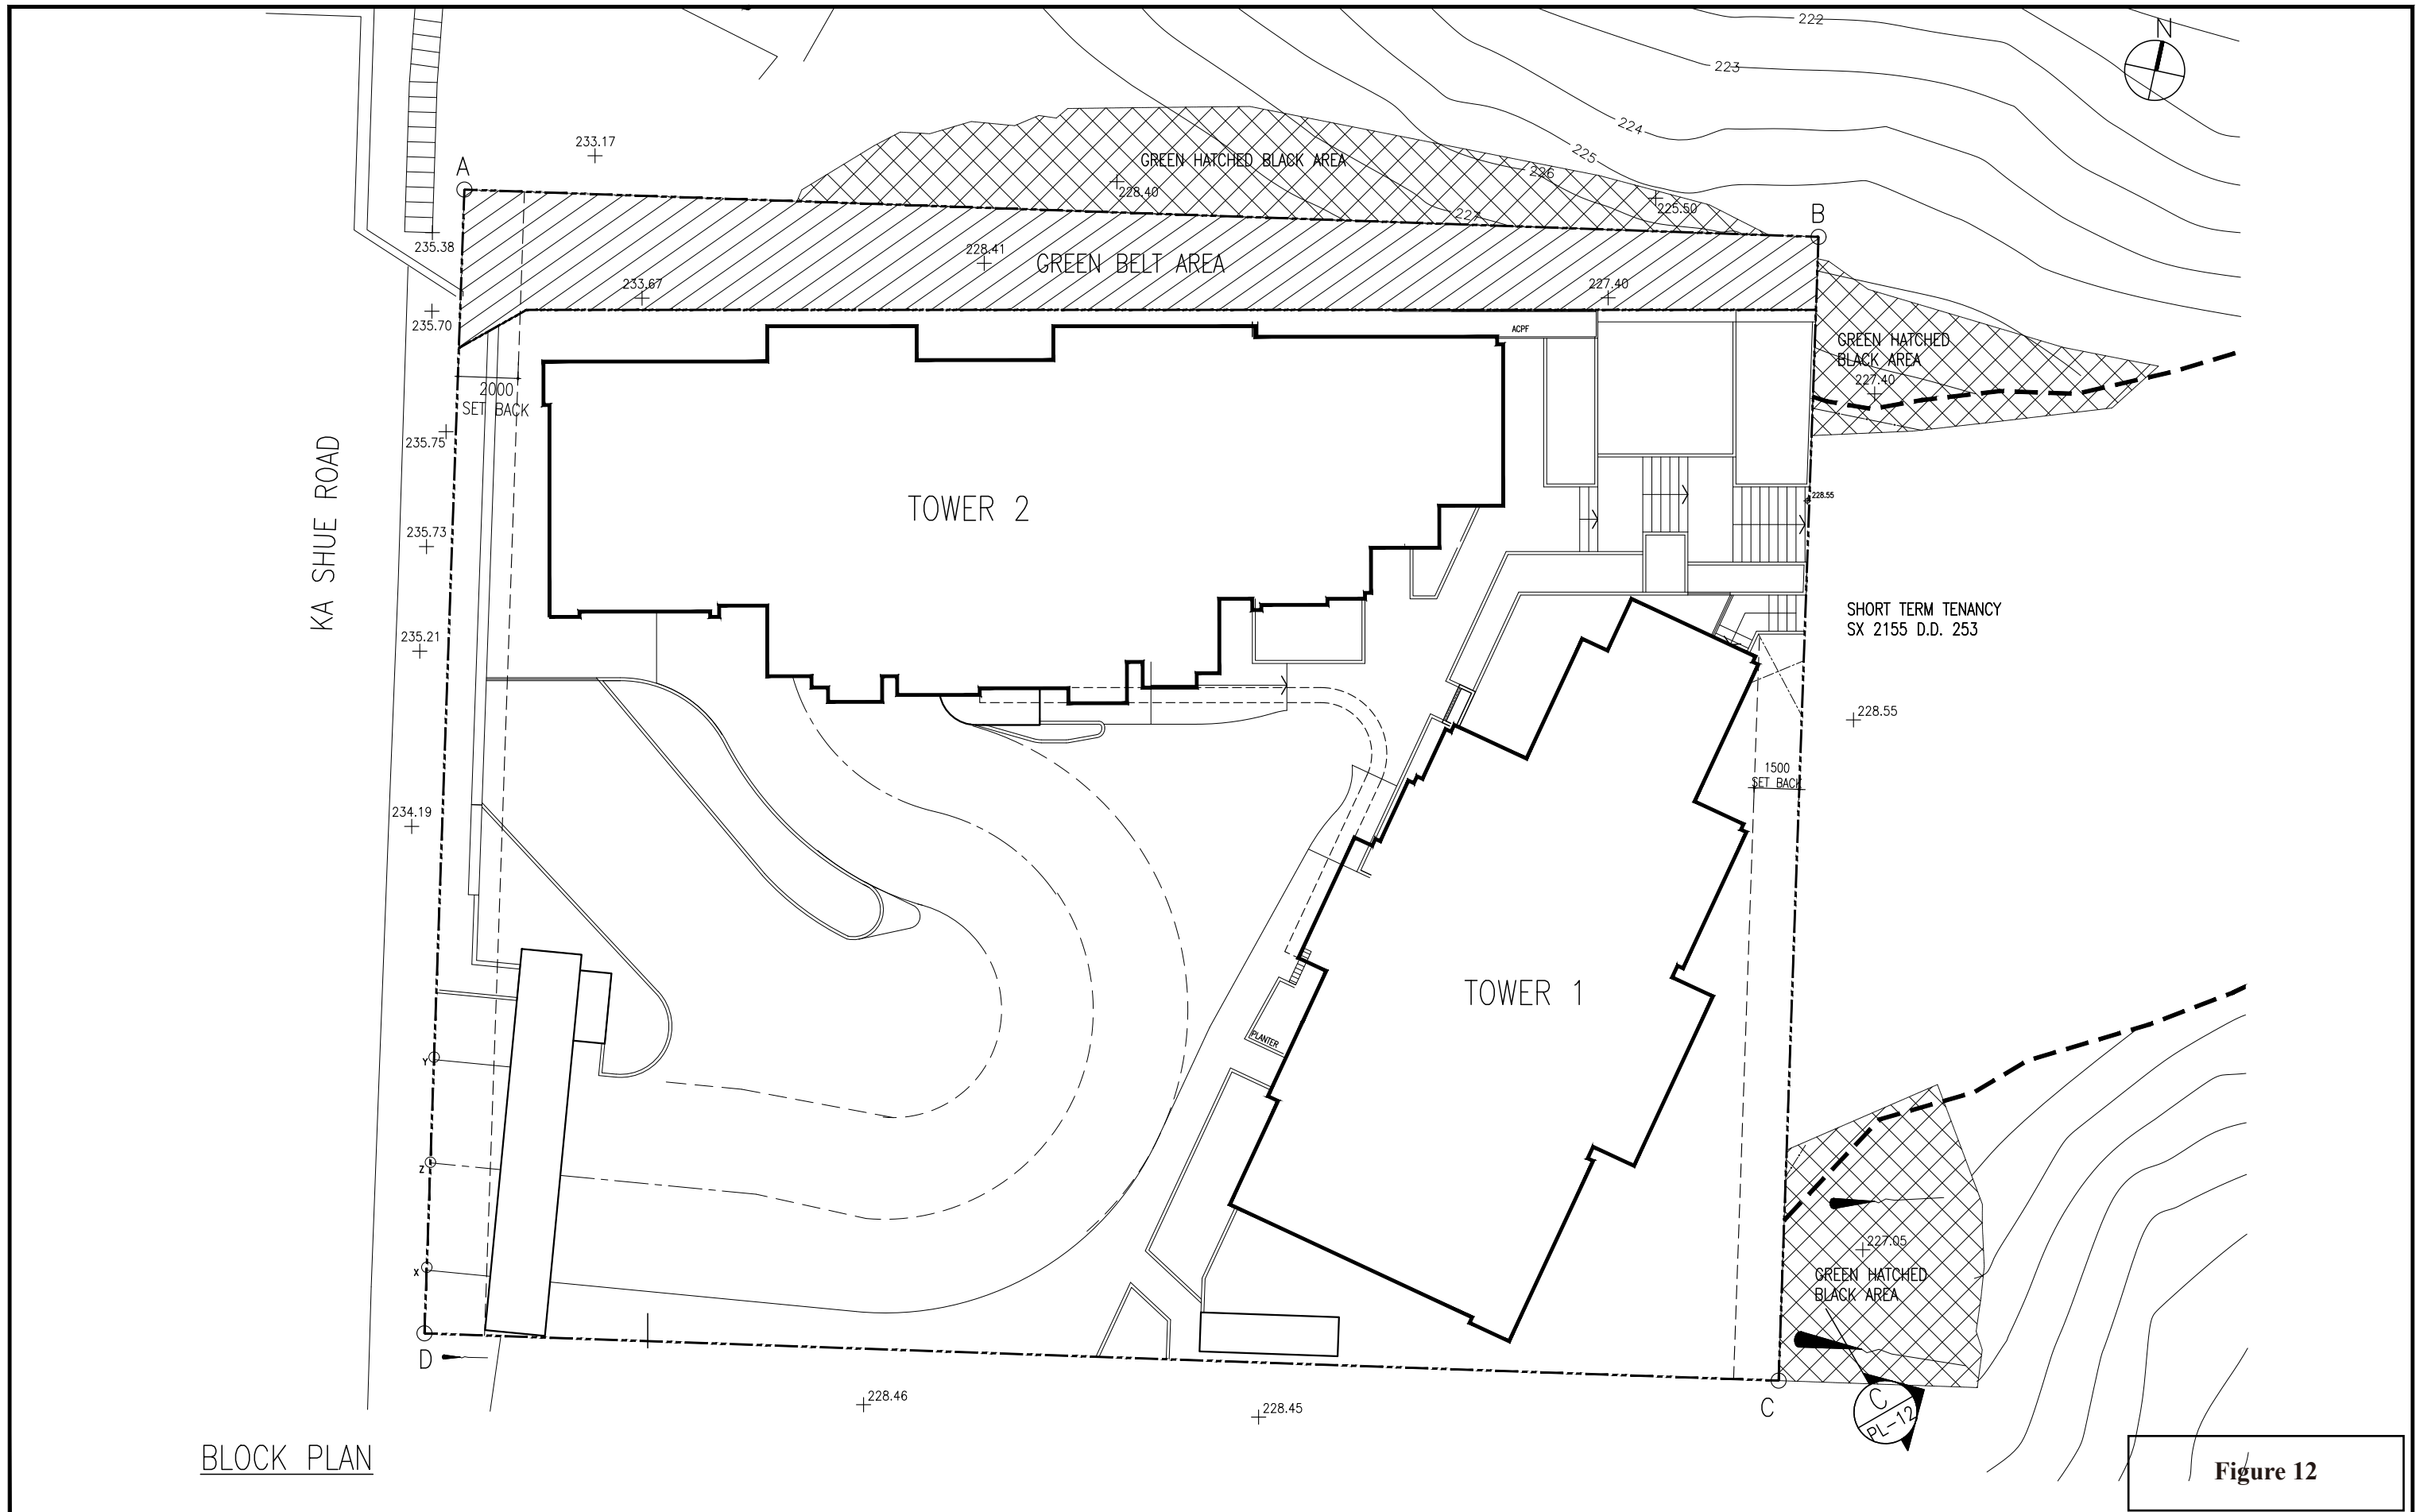 222
N
223
224
225
233.17
A
GREEN HATCHED BLACK AREA
228.40
226
225.50
227
B
235.38
228.41
GREEN BELT AREA
233.67
227.40
235.70
ACPF
GREEN HATCHED
BLACK AREA
227.40
2000
SET BACK
235.75
KA SHUE ROAD
TOWER 2
228.55
235.73
SHORT TERM TENANCY
SX 2155 D.D. 253
235.21
228.55
1500
SET BACK
234.19
TOWER 1
PLANTER
Y
Z
X
227.05
GREEN HATCHED
BLACK AREA
D
C
228.46
228.45
C
PL-12
BLOCK PLAN
Figure 12